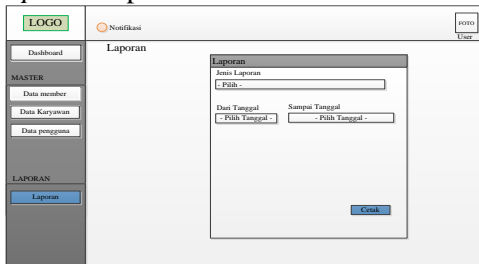 LOGO
Notifikasi
FOTO
User
Dashboard
MASTER
Data member
Data Karyawan
Data pengguna
LAPORAN
Laporan
Laporan
Laporan
Jenis Laporan
- Pilih -
Dari Tanggal Sampai Tanggal
- Pilih Tanggal - - Pilih Tanggal -
Cetak